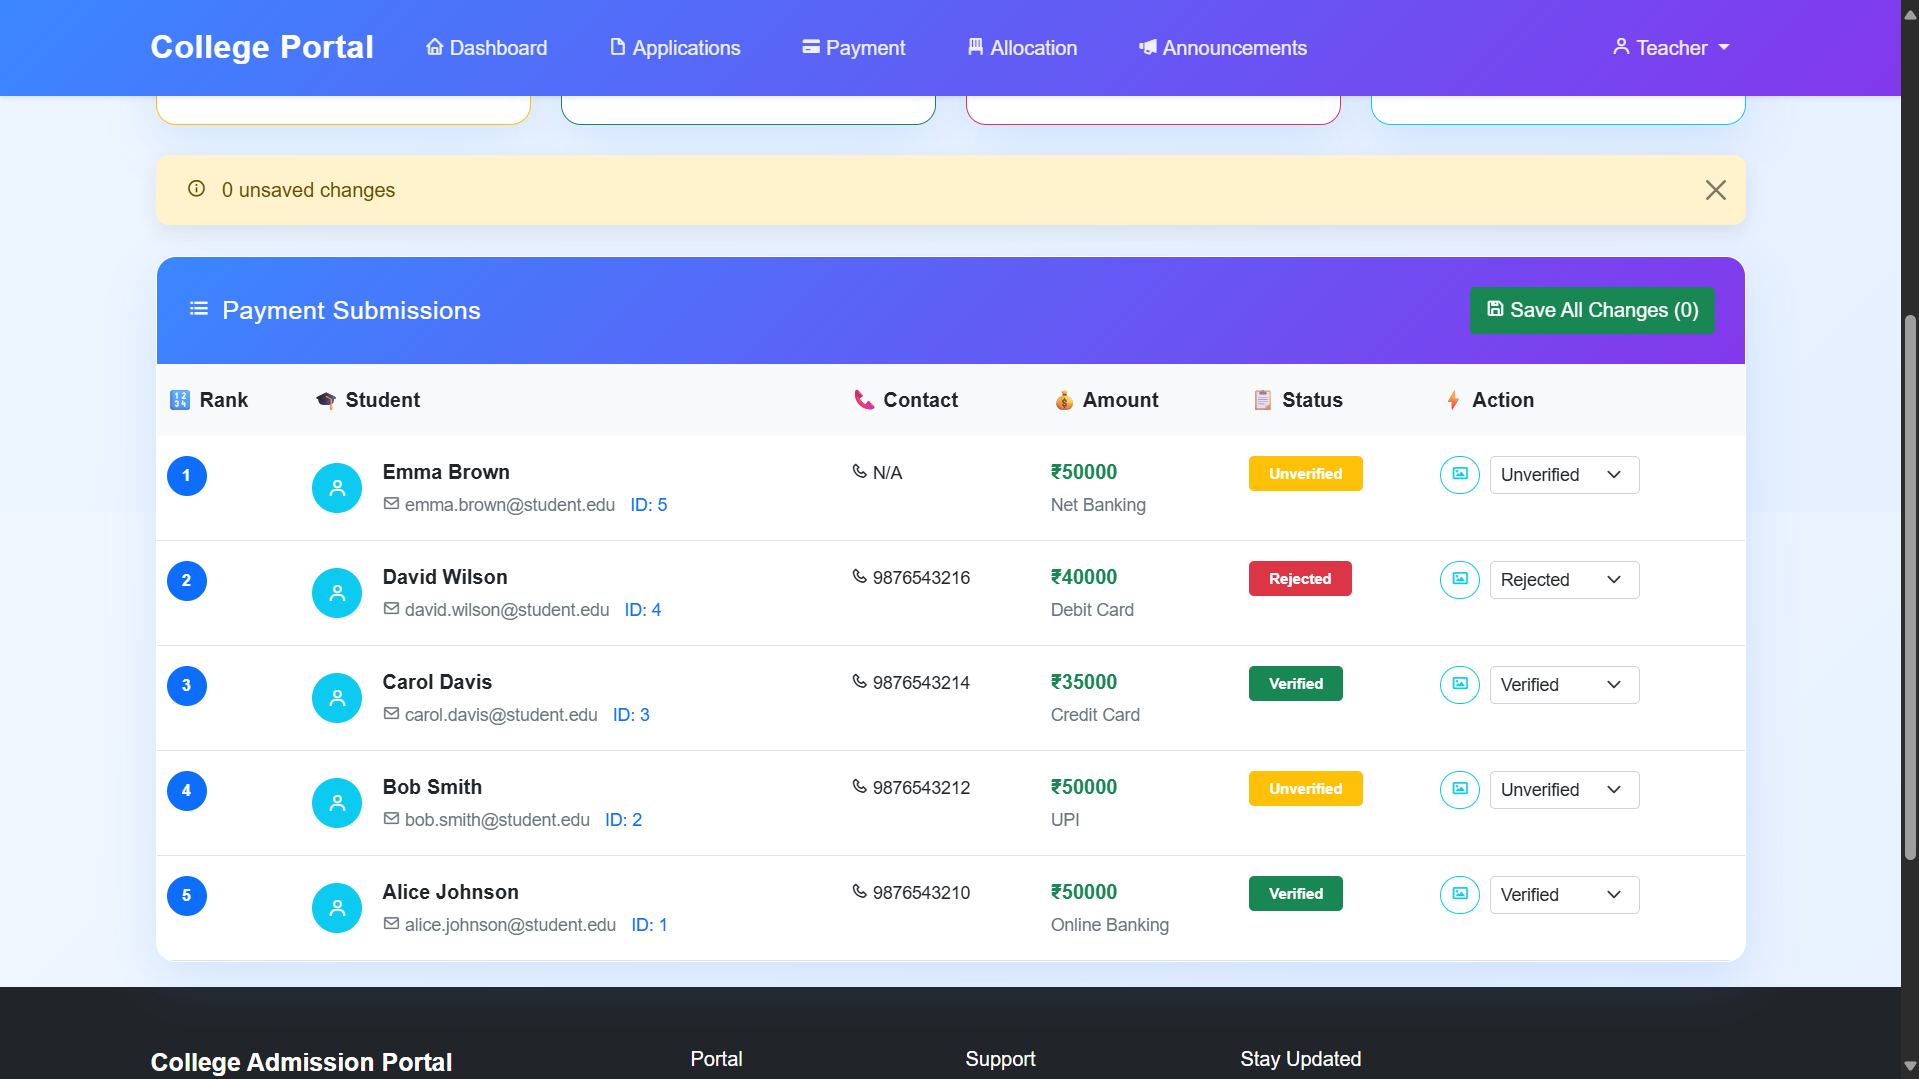 College Portal Dashboard Applications Payment Allocation Announcements Teacher
0 unsaved changes
Payment Submissions Save All Changes (0)
Rank Student Contact Amount Status Action
1 Emma Brown N/A ₹50000 Unverified Unverified
emma.brown@student.edu ID: 5 Net Banking
2 David Wilson 9876543216 ₹40000 Rejected Rejected
david.wilson@student.edu ID: 4 Debit Card
3 Carol Davis 9876543214 ₹35000 Verified Verified
carol.davis@student.edu ID: 3 Credit Card
4 Bob Smith 9876543212 ₹50000 Unverified Unverified
bob.smith@student.edu ID: 2 UPI
5 Alice Johnson 9876543210 ₹50000 Verified Verified
alice.johnson@student.edu ID: 1 Online Banking
College Admission Portal Portal Support Stay Updated